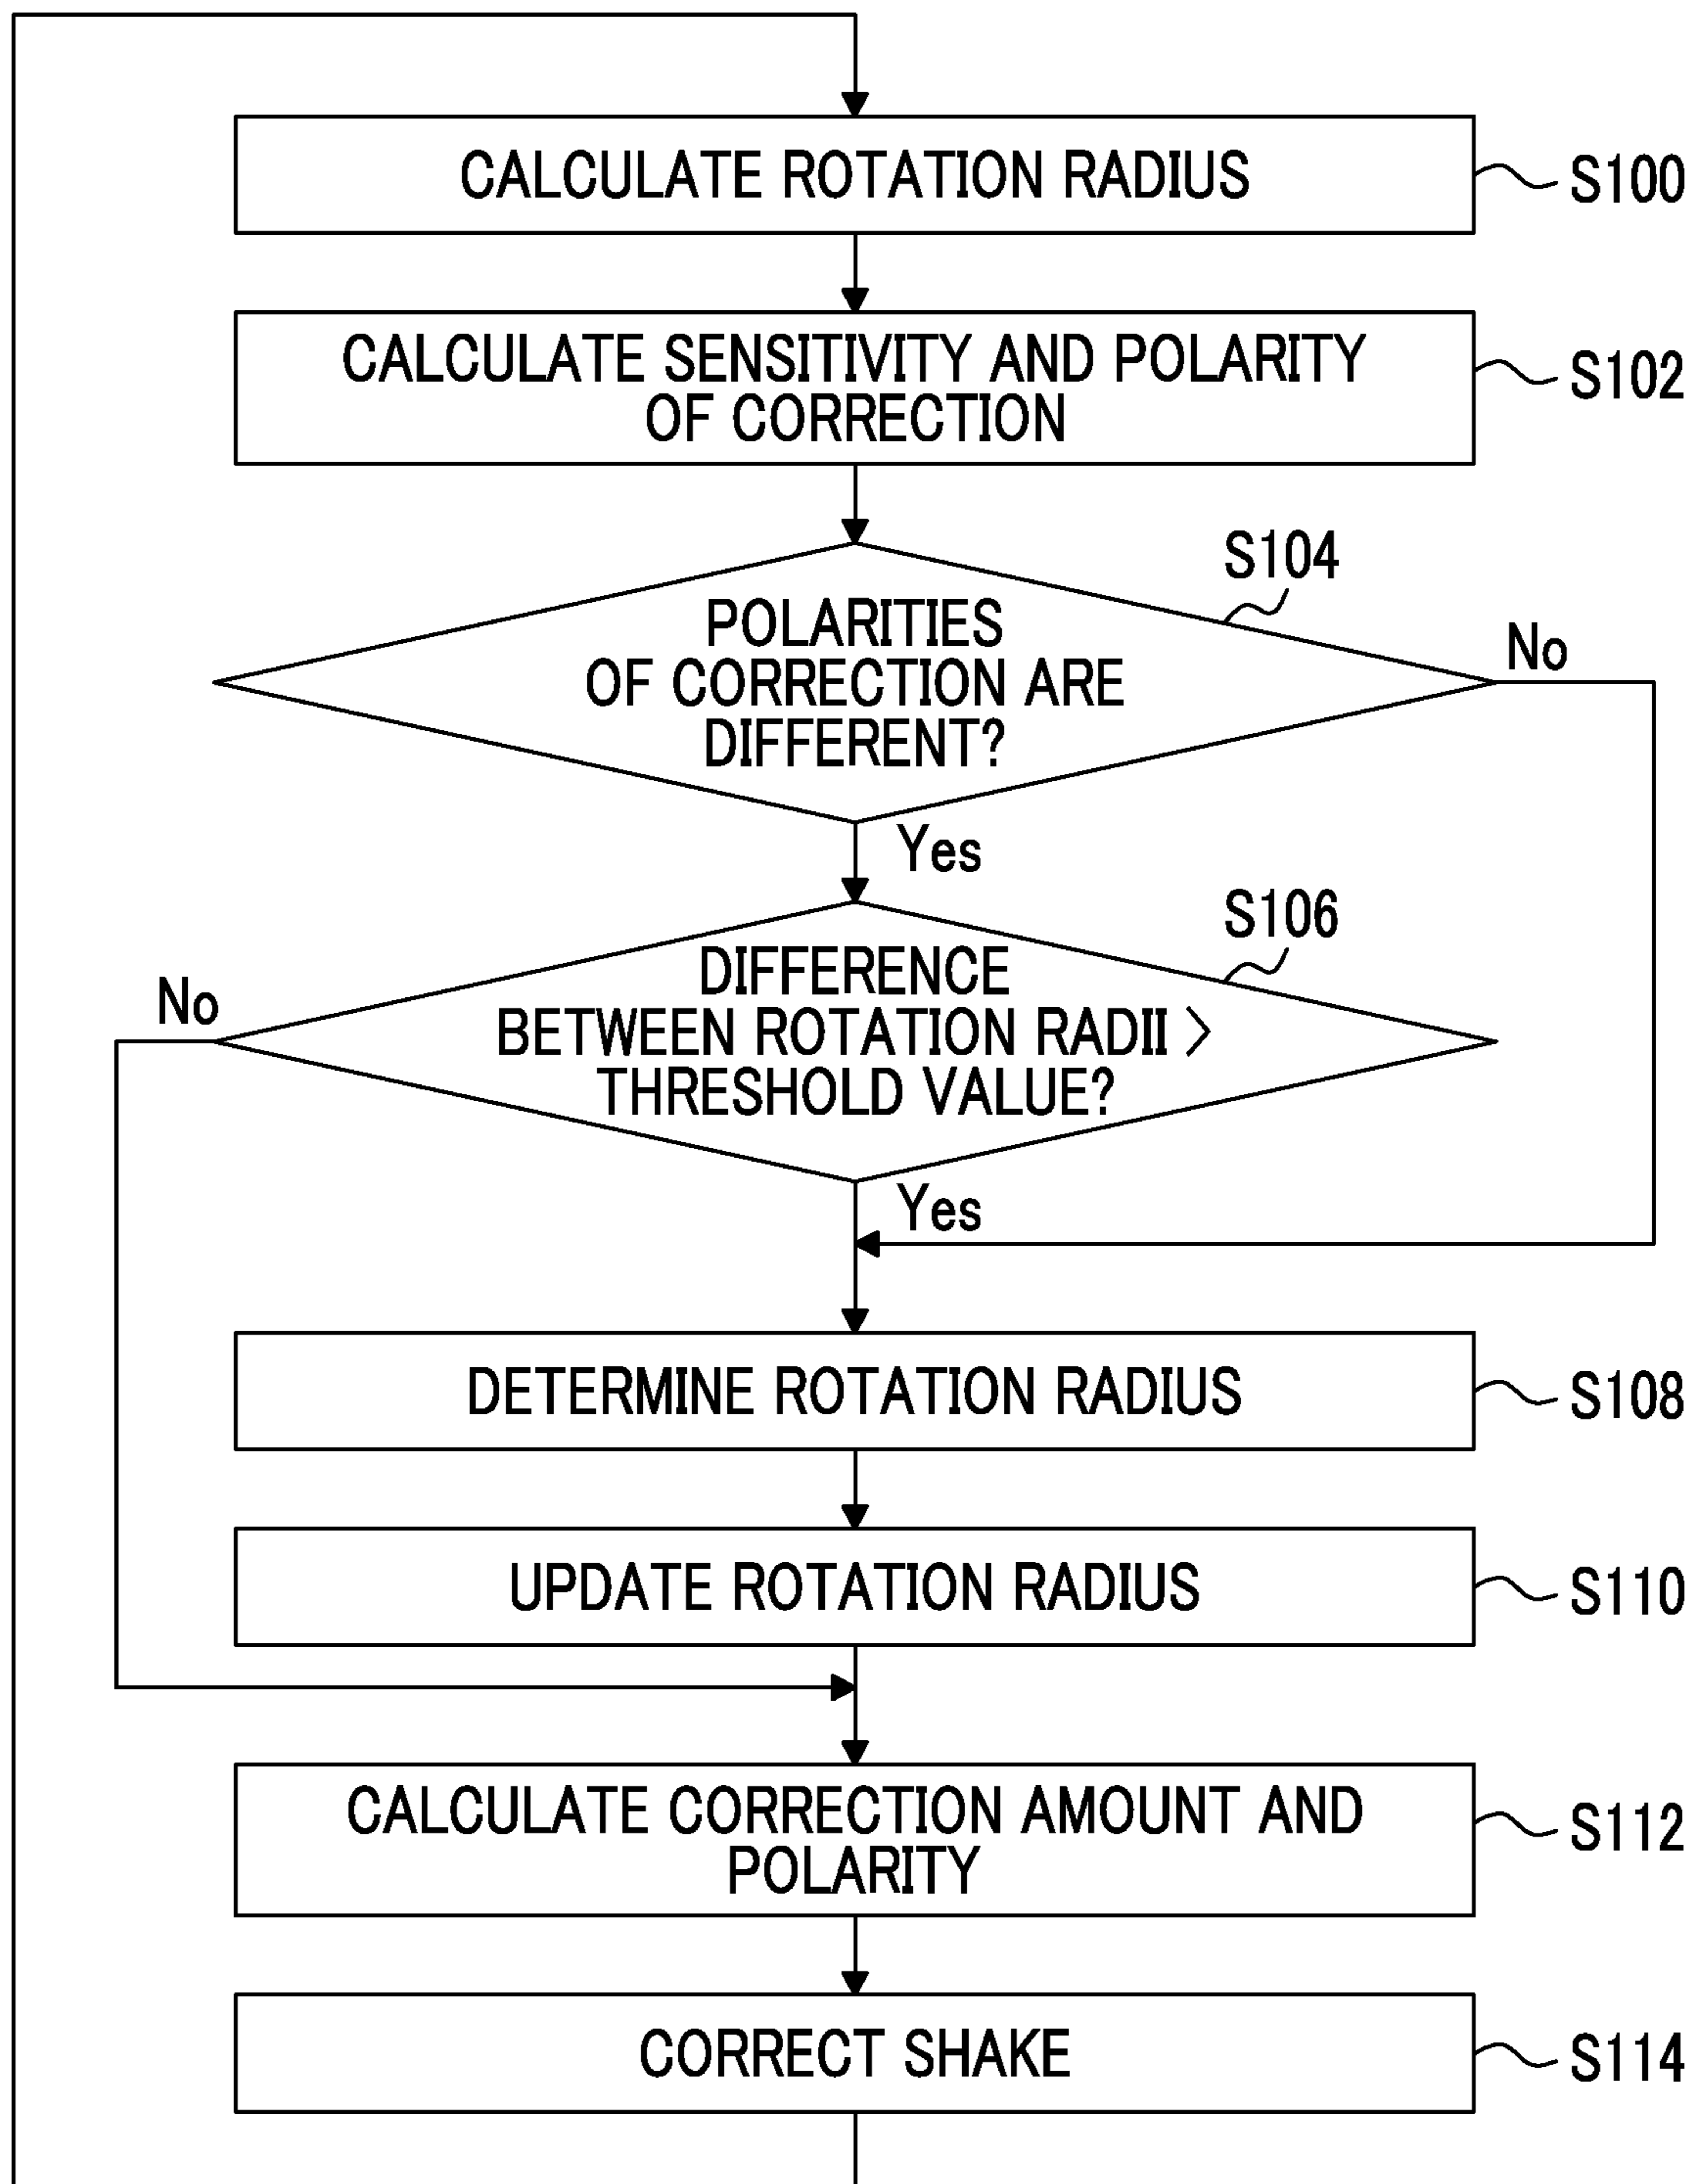 CALCULATE ROTATION RADIUS
S100
CALCULATE SENSITIVITY AND POLARITY
OF CORRECTION
S102
S104
POLARITIES
OF CORRECTION ARE
DIFFERENT?
No
Yes
S106
DIFFERENCE
BETWEEN ROTATION RADII >
THRESHOLD VALUE?
No
Yes
DETERMINE ROTATION RADIUS
S108
UPDATE ROTATION RADIUS
S110
CALCULATE CORRECTION AMOUNT AND
POLARITY
S112
CORRECT SHAKE
S114